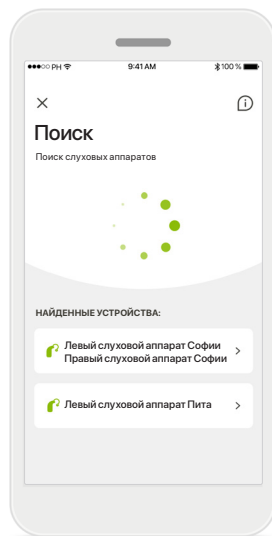 ●●●○○ PH 9:41 AM 100 %
Поиск
Поиск слуховых аппаратов
НАЙДЕННЫЕ УСТРОЙСТВА:
Левый слуховой аппарат Софии
Правый слуховой аппарат Софии
Левый слуховой аппарат Пита